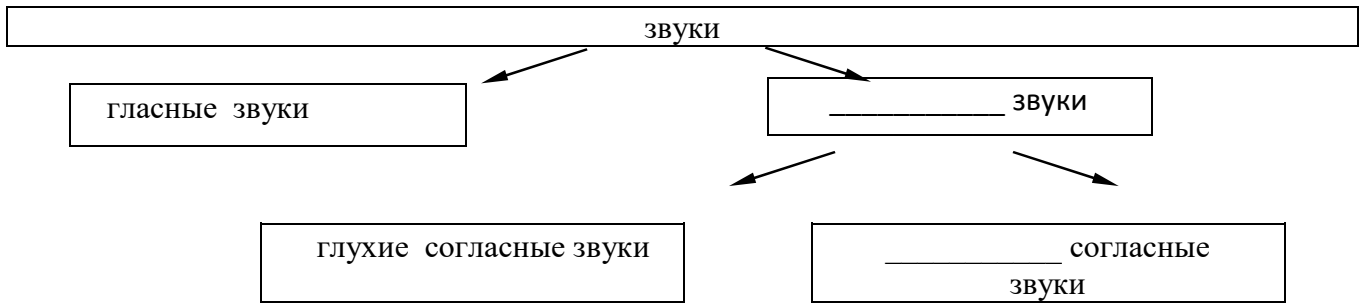 звуки
гласные звуки
___________ звуки
глухие согласные звуки
___________ согласные
звуки